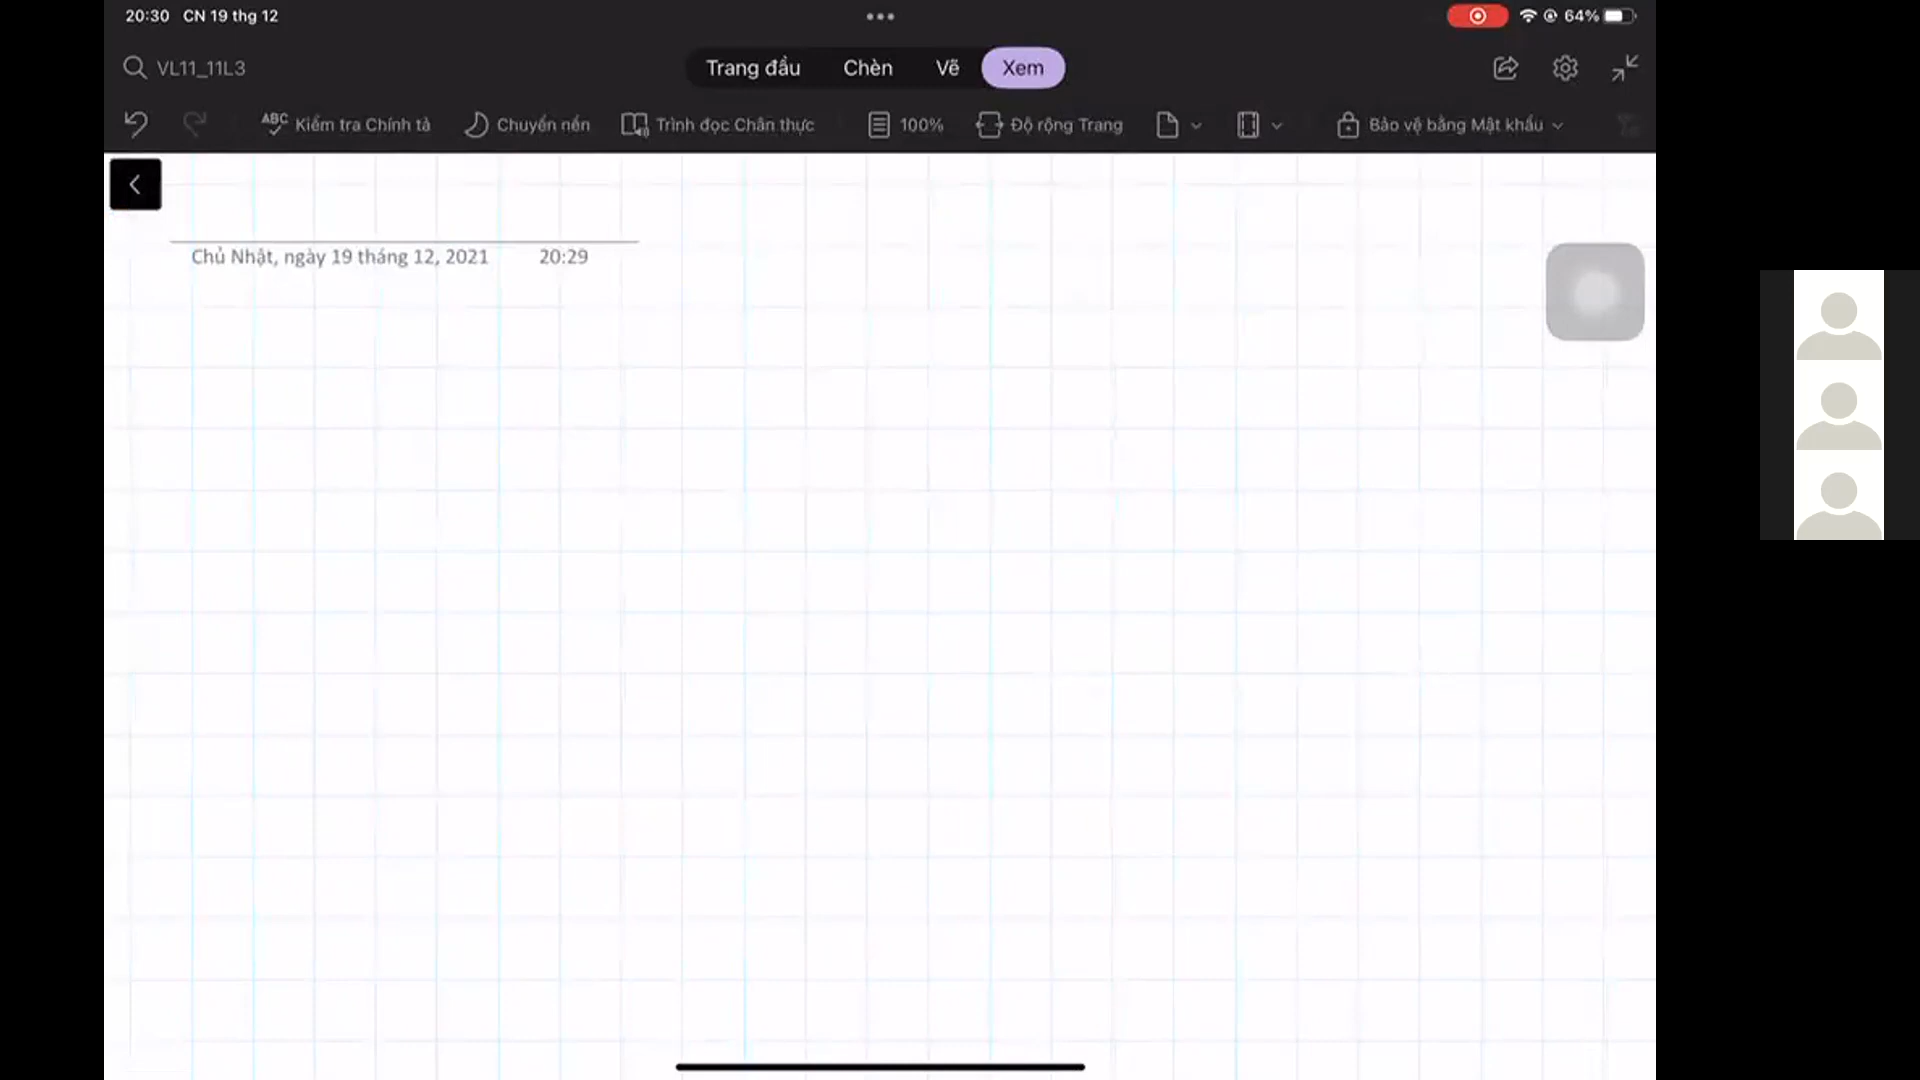 20:30 CN 19 thg 12
64%
VL11_11L3
Trang đầu Chèn Vẽ Xem
ABC Kiểm tra Chính tả Chuyển nền Trình đọc Chân thực 100% Độ rộng Trang Bảo vệ bằng Mật khẩu
Chủ Nhật, ngày 19 tháng 12, 2021 20:29